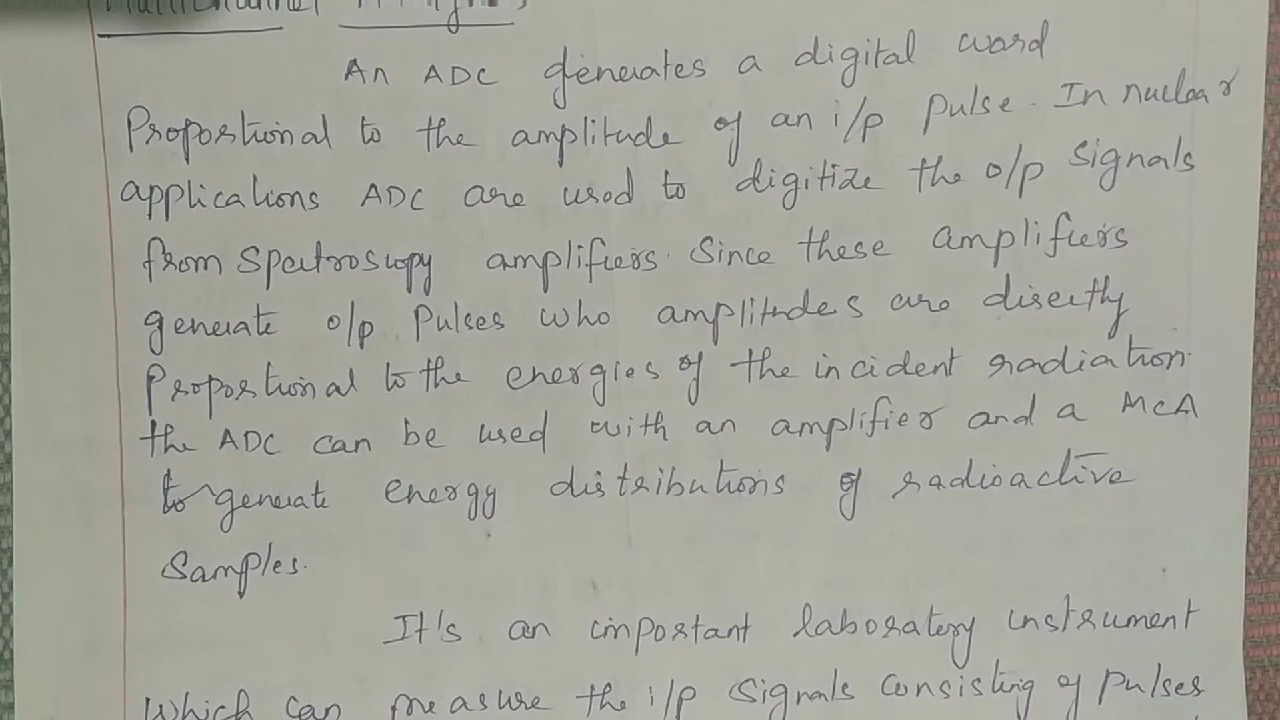 Multichannel Analyzer
An ADC generates a digital word
Proportional to the amplitude of an i/p pulse. In nuclear
applications ADC are used to digitize the o/p signals
from spectroscopy amplifiers. Since these amplifiers
generate o/p pulses who amplitudes are directly
Proportional to the energies of the incident radiation.
the ADC can be used with an amplifier and a MCA
to generate energy distributions of radioactive
Samples.
It's an important laboratory instrument
which can measure the i/p signals consisting of pulses